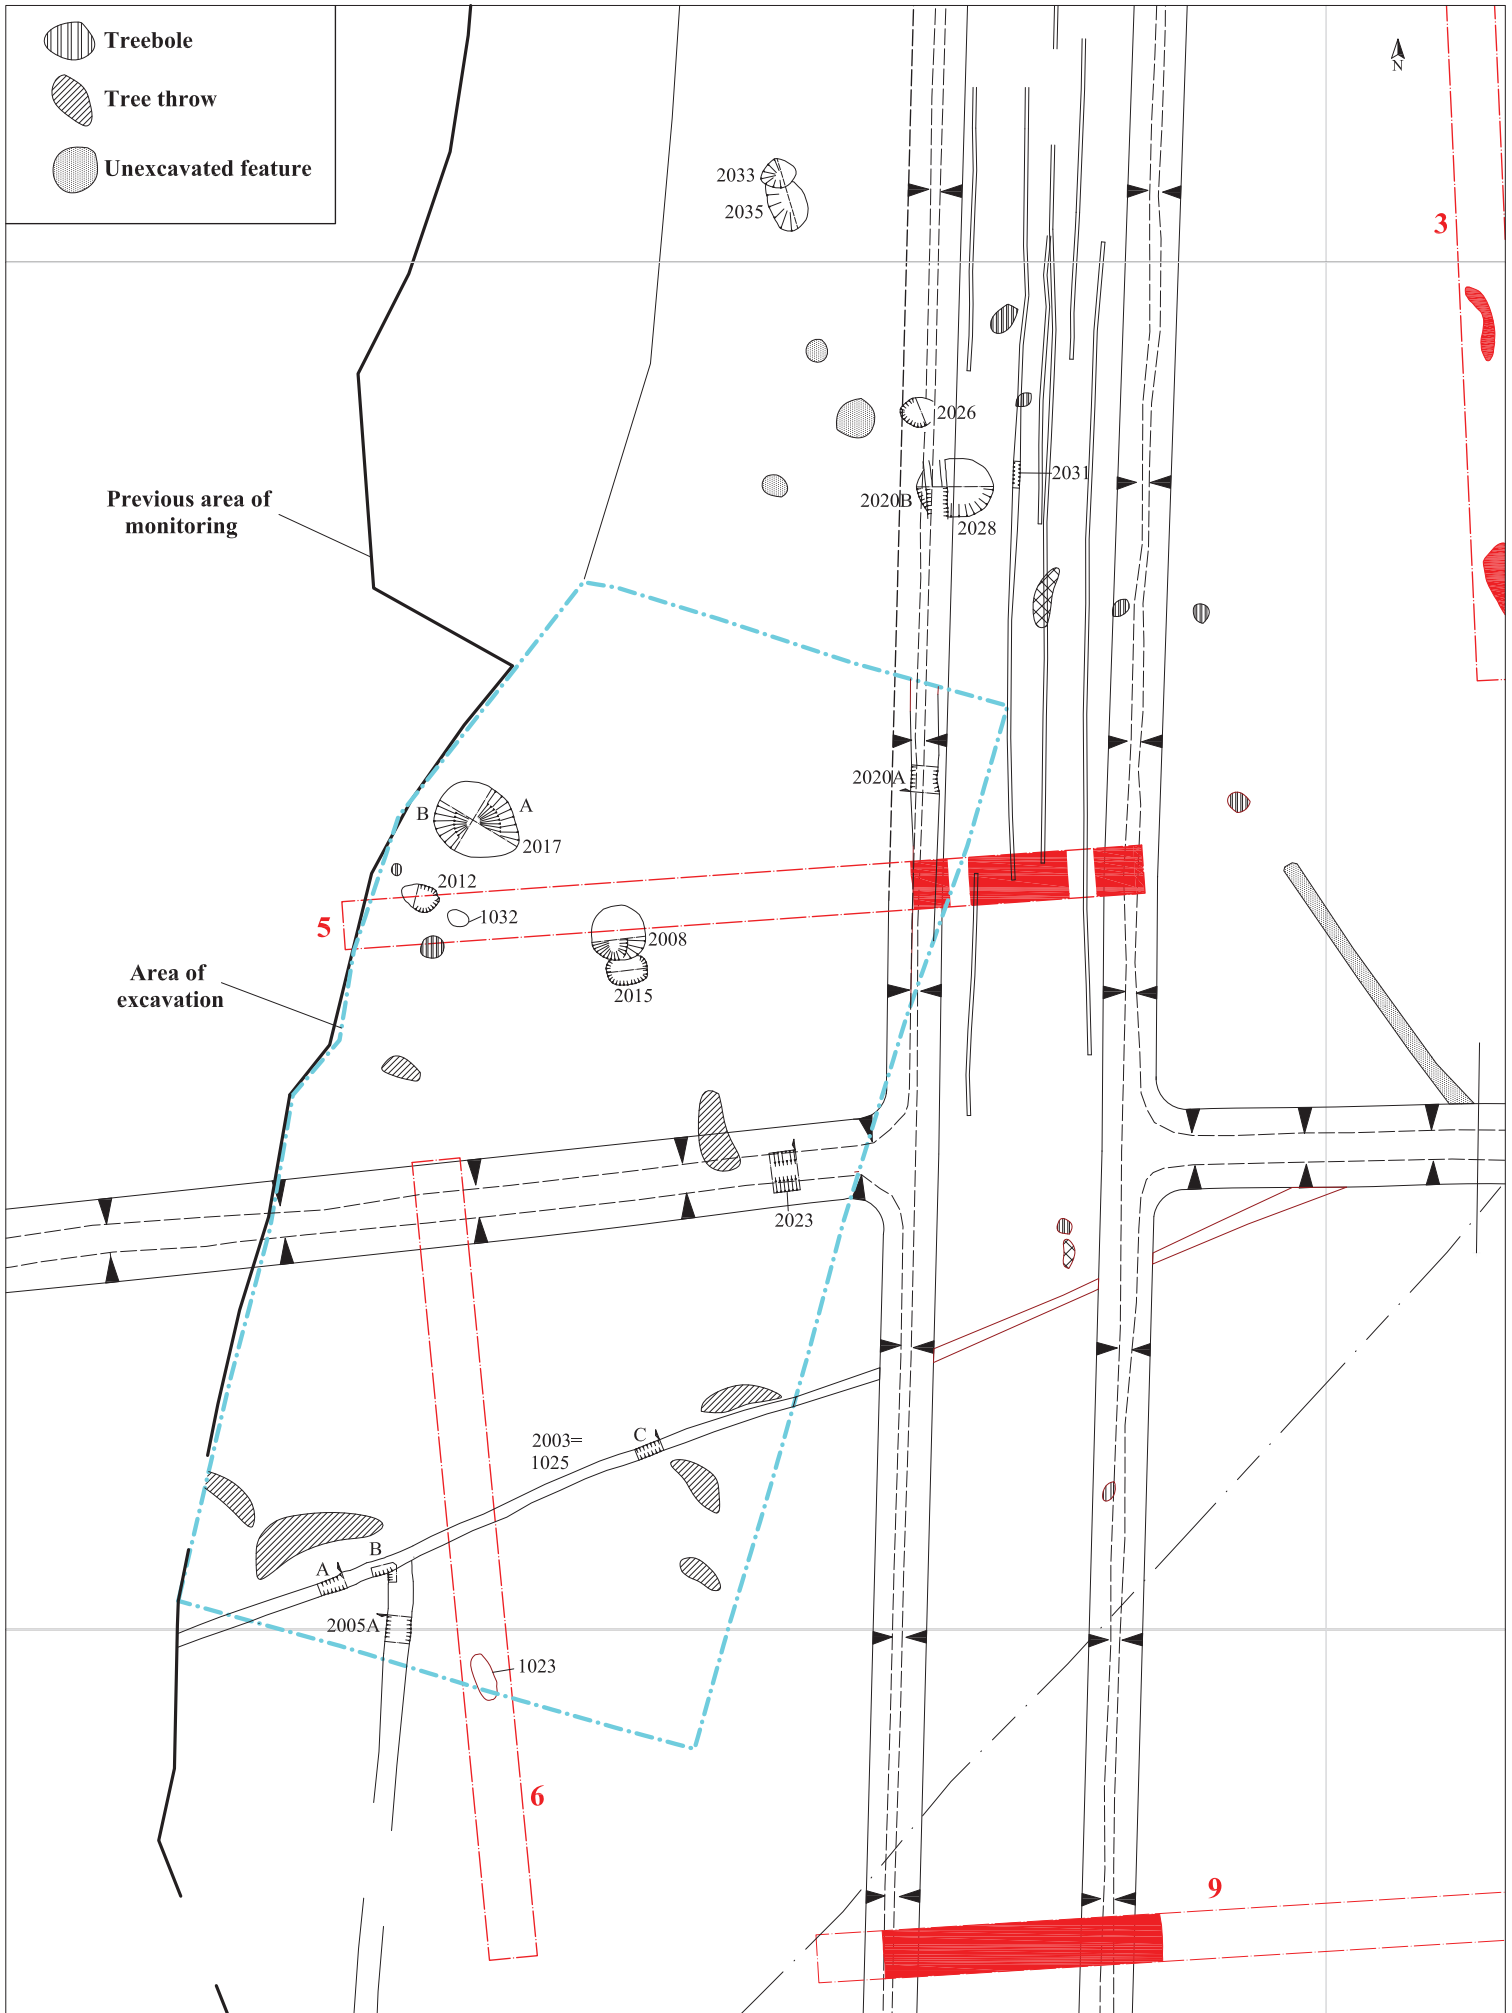 Treebole
Tree throw
Unexcavated feature
N
2033
2035
3
2026
2031
2020B
2028
Previous area of
monitoring
2020A
B
A
2017
2012
1032
5
2008
2015
Area of
excavation
2023
2003=
1025
C
B
A
2005A
1023
6
9